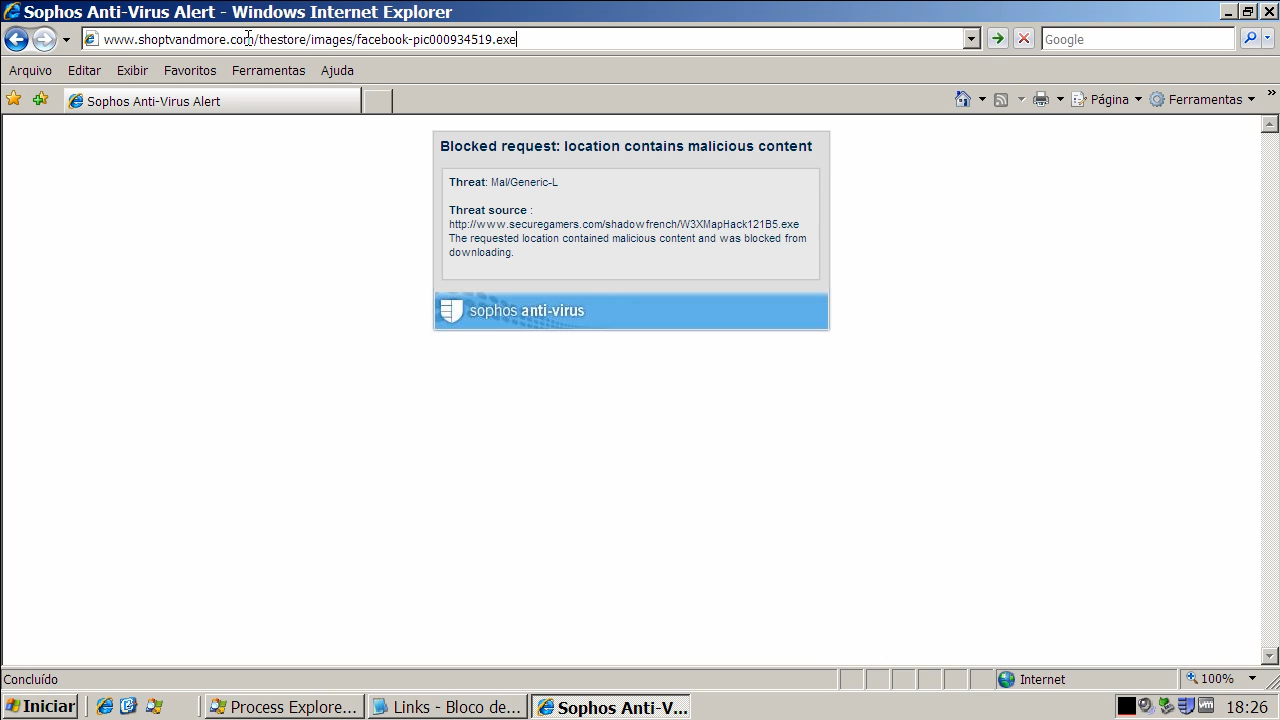 Sophos Anti-Virus Alert - Windows Internet Explorer
www.shoptvandmore.com/thestore/images/facebook-pic000934519.exe
Google
Arquivo Editar Exibir Favoritos Ferramentas Ajuda
Sophos Anti-Virus Alert
Página Ferramentas »
Blocked request: location contains malicious content
Threat: Mal/Generic-L
Threat source :
http://www.securegamers.com/shadowfrench/W3XMapHack121B5.exe
The requested location contained malicious content and was blocked from
downloading.
sophos anti-virus
Concluído
Internet
100%
Iniciar
Process Explore...
Links - Bloco de...
Sophos Anti-V...
18:26